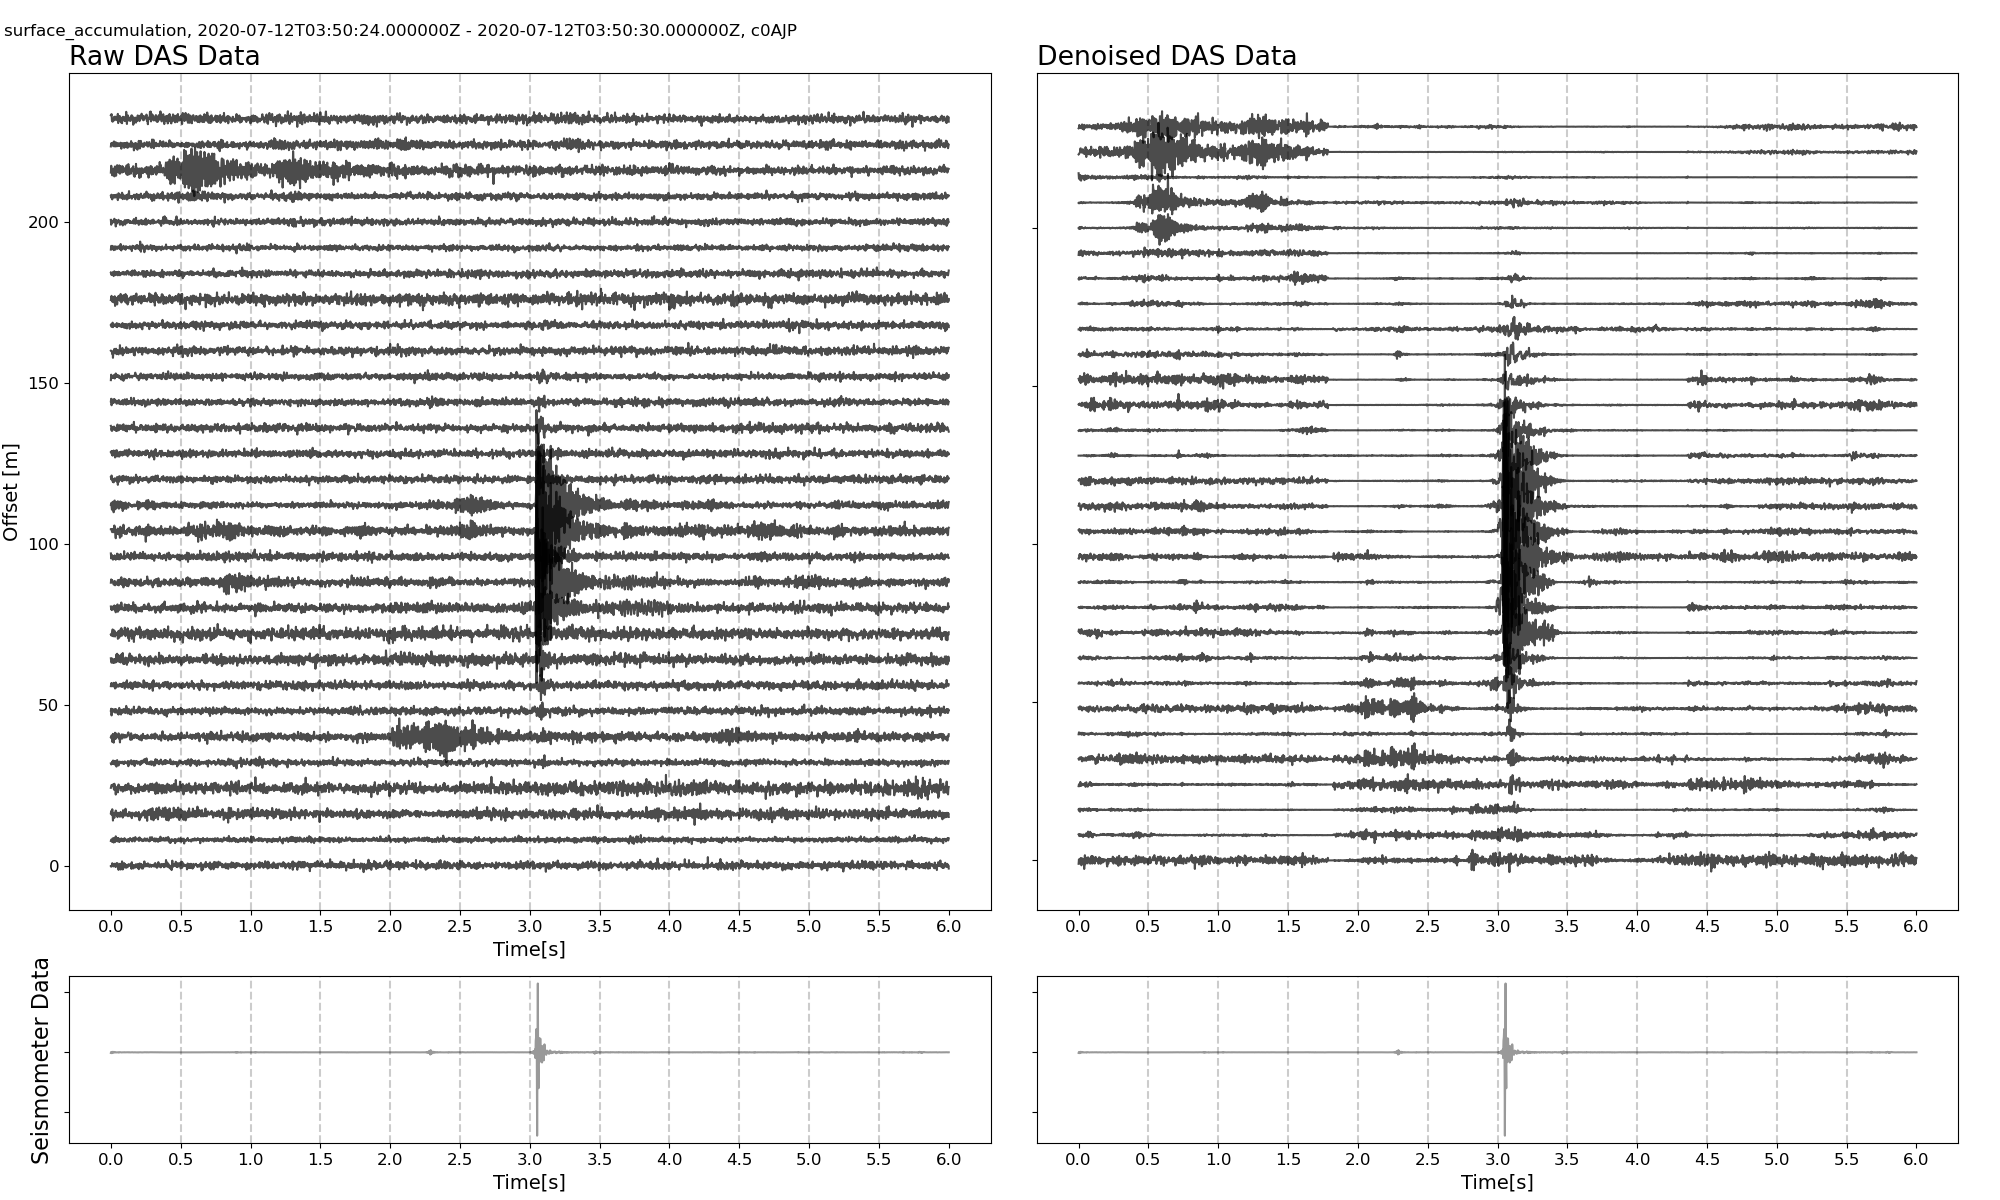 surface_accumulation, 2020-07-12T03:50:24.000000Z - 2020-07-12T03:50:30.000000Z, c0AJP
Raw DAS Data
Denoised DAS Data
Offset [m]
200
150
100
50
0
0.0 0.5 1.0 1.5 2.0 2.5 3.0 3.5 4.0 4.5 5.0 5.5 6.0
Time[s]
0.0 0.5 1.0 1.5 2.0 2.5 3.0 3.5 4.0 4.5 5.0 5.5 6.0
Seismometer Data
0.0 0.5 1.0 1.5 2.0 2.5 3.0 3.5 4.0 4.5 5.0 5.5 6.0
Time[s]
0.0 0.5 1.0 1.5 2.0 2.5 3.0 3.5 4.0 4.5 5.0 5.5 6.0
Time[s]